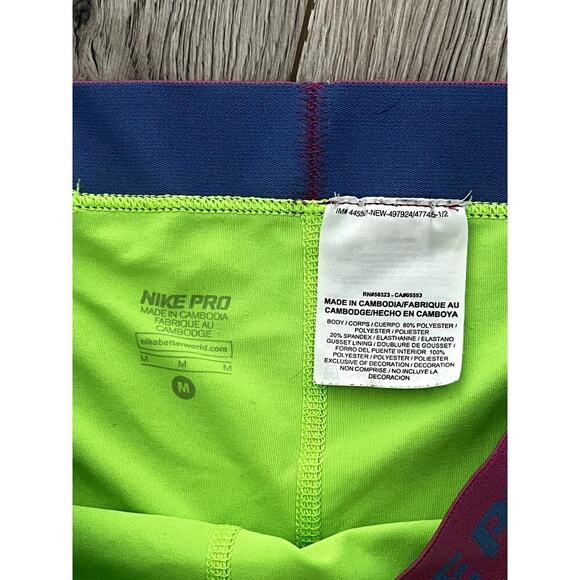 NIKE PRO
MADE IN CAMBODIA
FABRIQUE AU
CAMBODGE
nikebetterworld.com
M M M
M
RN#56323 - CA#05553
MADE IN CAMBODIA/FABRIQUE AU
CAMBODGE/HECHO EN CAMBOYA
BODY / CORPS / CUERPO: 80% POLYESTER /
POLYESTER / POLIESTER
20% SPANDEX / ELASTHANNE / ELASTANO
GUSSET LINING / DOUBLURE DE GOUSSET /
FORRO DEL PUENTE INTERIOR: 100%
POLYESTER / POLYESTER / POLIESTER
EXCLUSIVE OF DECORATION / DECORATION
NON COMPRISE / NO INCLUYE LA
DECORACION